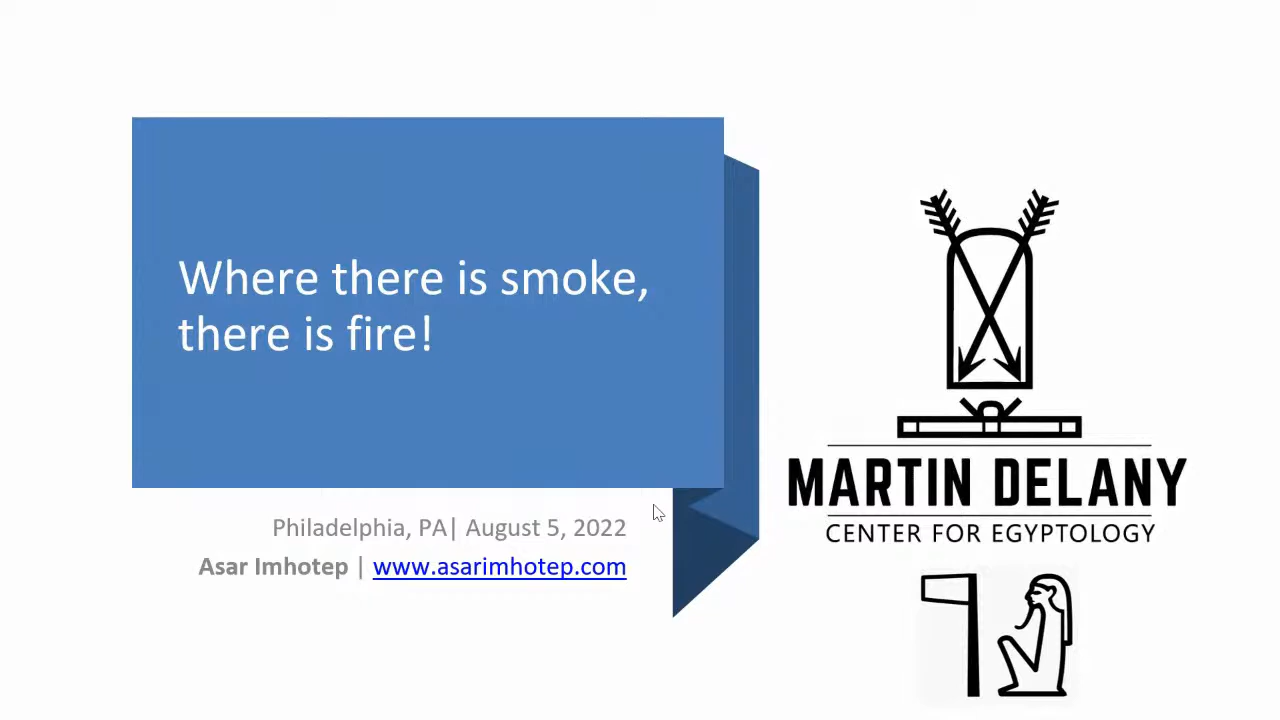 Where there is smoke,
there is fire!
Philadelphia, PA| August 5, 2022
Asar Imhotep | www.asarimhotep.com
MARTIN DELANY
CENTER FOR EGYPTOLOGY